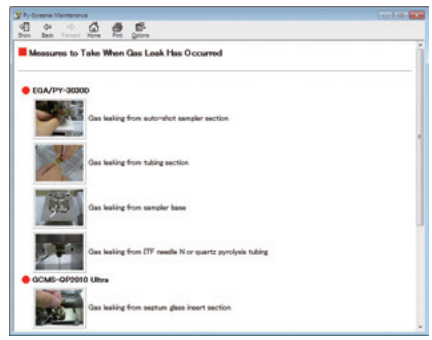 Py-Screener Maintenance
Show Back Forward Home Print Options
Measures to Take When Gas Leak Has Occurred
EGA/PY-3030D
Gas leaking from auto-shot sampler section
Gas leaking from tubing section
Gas leaking from sampler base
Gas leaking from ITF needle N or quartz pyrolysis tubing
GCMS-QP2010 Ultra
Gas leaking from septum glass insert section